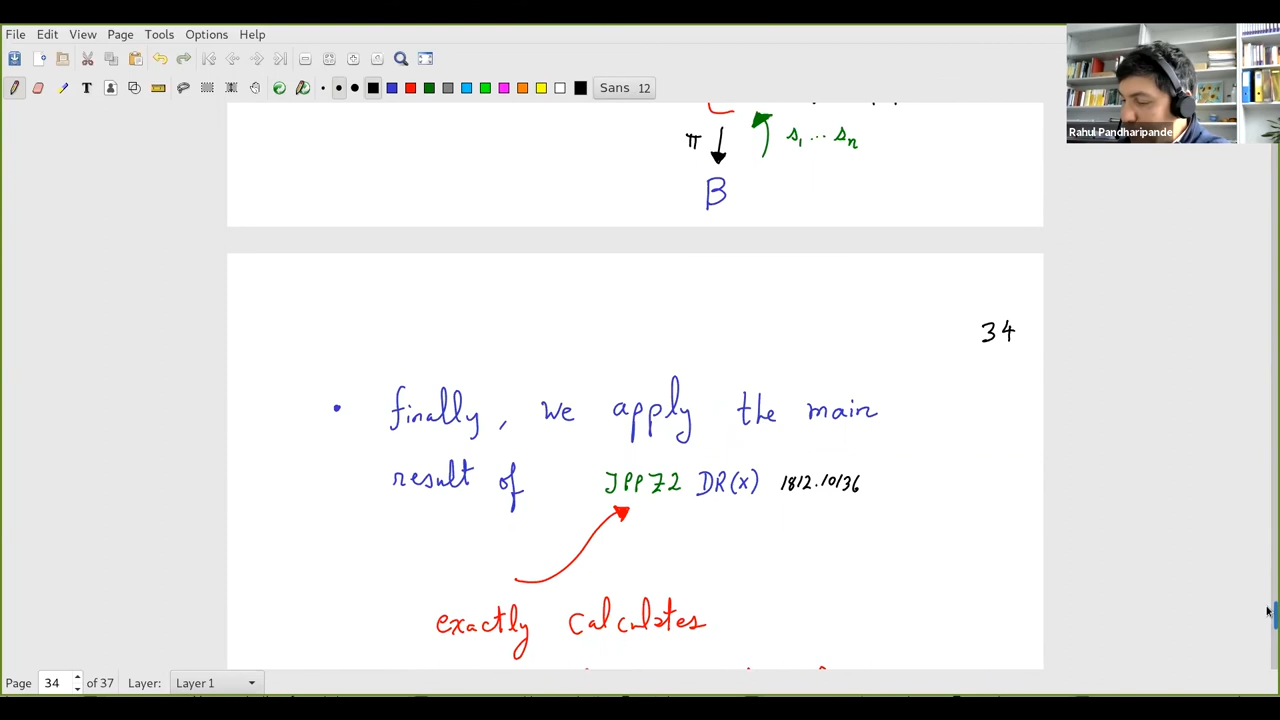 File Edit View Page Tools Options Help
Sans 12
Rahul Pandharipande
π s1 ... sn
B
34
• finally, we apply the main
result of JPPZ2 DR(X) 1812.10136
exactly calculates
Page 34 of 37 Layer: Layer 1